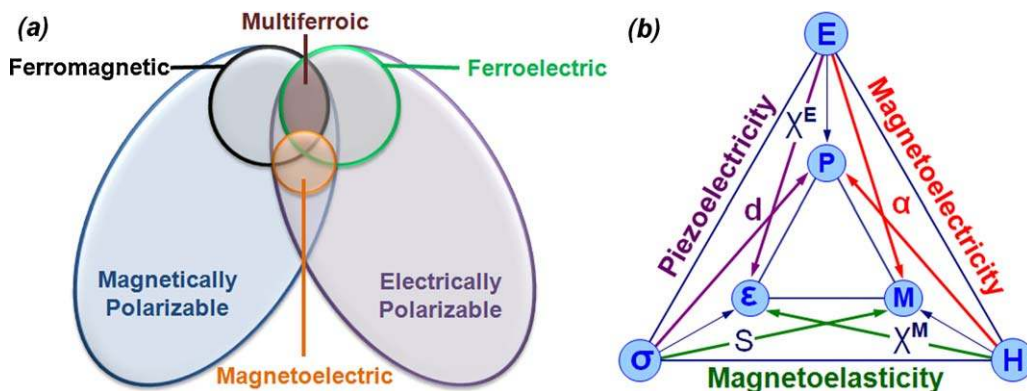 (a)
Multiferroic
Ferromagnetic
Ferroelectric
Magnetically
Polarizable
Electrically
Polarizable
Magnetoelectric
(b)
E
Piezoelectricity
Magnetoelectricity
χᴱ
P
d
α
ε
M
σ
S
χᴹ
H
Magnetoelasticity